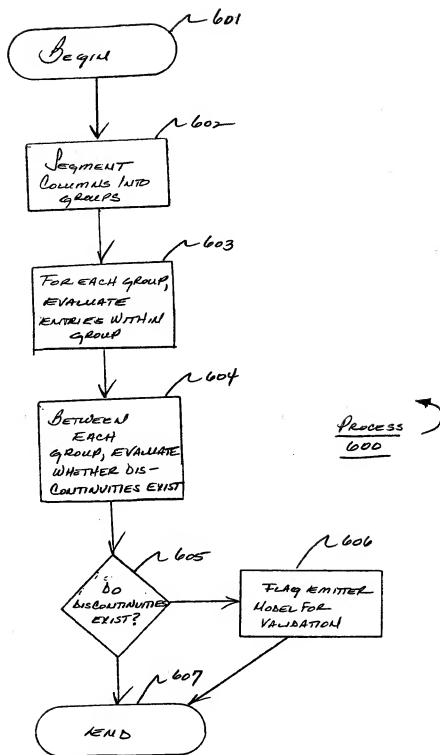 601
BEGIN
602
SEGMENT
COLUMNS INTO
GROUPS
603
FOR EACH GROUP,
EVALUATE
ENTRIES WITHIN
GROUP
604
BETWEEN
EACH
GROUP, EVALUATE
WHETHER DIS-
CONTINUITIES EXIST
PROCESS
600
605
DO
DISCONTINUITIES
EXIST?
606
FLAG EMITTER
MODEL FOR
VALIDATION
607
END